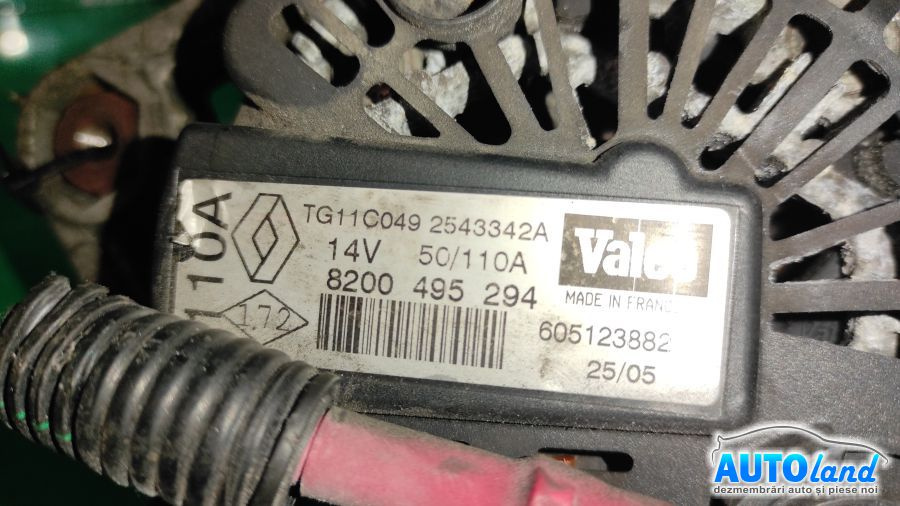 110A
TG11C049 2543342A
14V 50/110A
8200 495 294
172
Valeo
MADE IN FRANCE
605123882
25/05
AUTOland
dezmembrări auto și piese noi